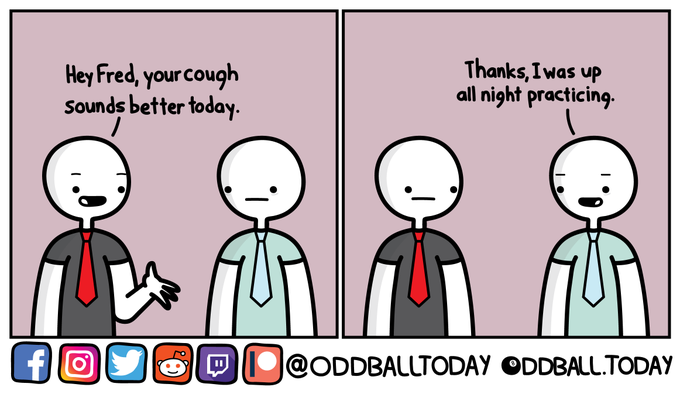 Hey Fred, your cough
sounds better today.
Thanks, I was up
all night practicing.
@ODDBALLTODAY ODDBALL.TODAY